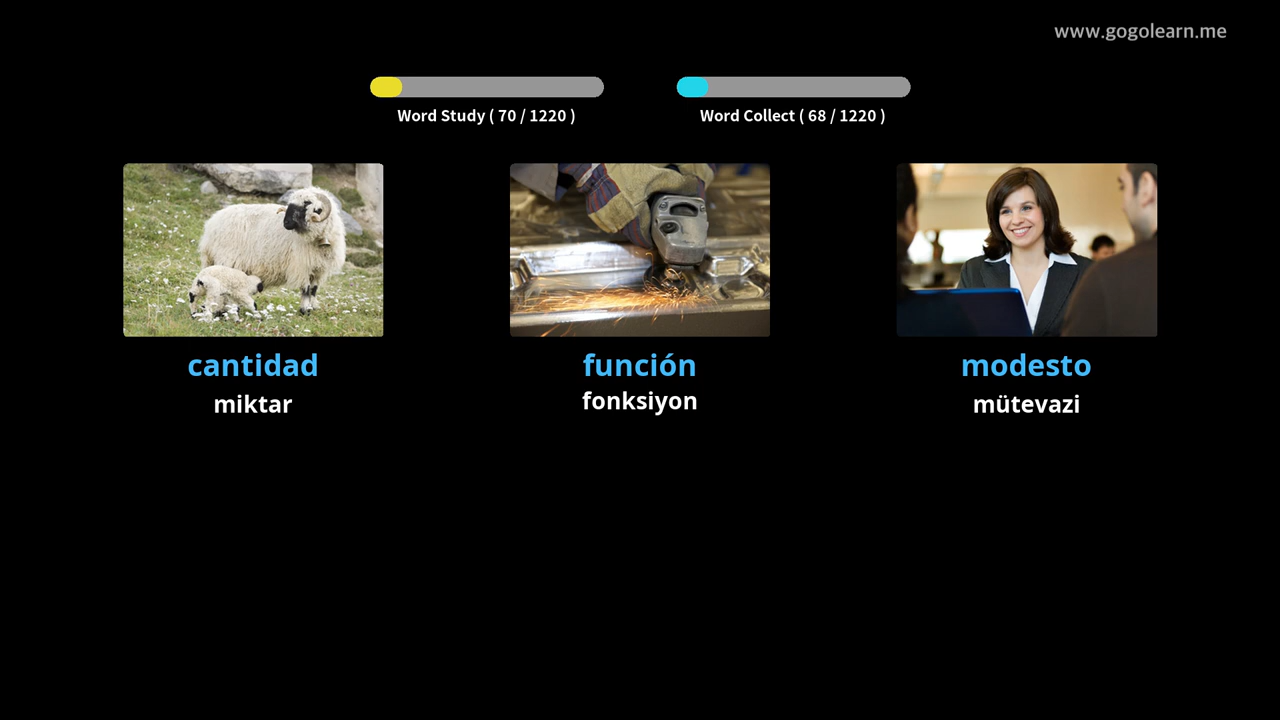 www.gogolearn.me
Word Study ( 70 / 1220 )
Word Collect ( 68 / 1220 )
cantidad
miktar
función
fonksiyon
modesto
mütevazi